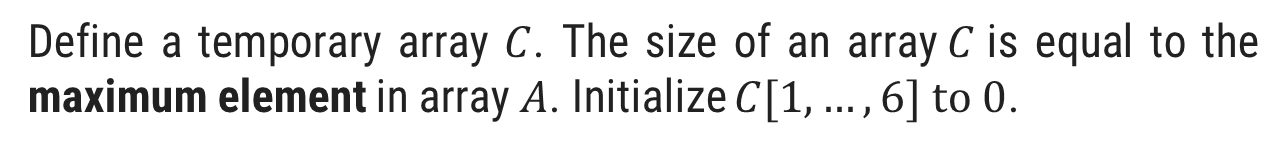 Define a temporary array C. The size of an array C is equal to the
maximum element in array A. Initialize C[1, ... , 6] to 0.